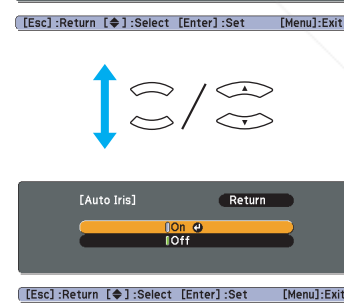 [Esc] :Return [◆] :Select [Enter] :Set [Menu]:Exit
[Auto Iris] Return
On
Off
[Esc] :Return [◆] :Select [Enter] :Set [Menu]:Exit